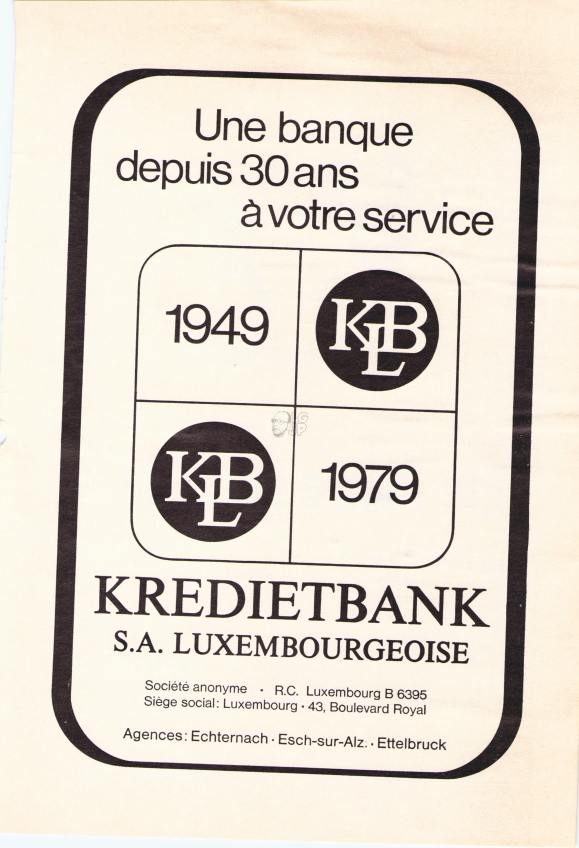 Une banque
depuis 30 ans
à votre service
1949
KBL
KBL
1979
KREDIETBANK
S.A. LUXEMBOURGEOISE
Société anonyme · R.C. Luxembourg B 6395
Siège social: Luxembourg · 43, Boulevard Royal
Agences: Echternach · Esch-sur-Alz. · Ettelbruck